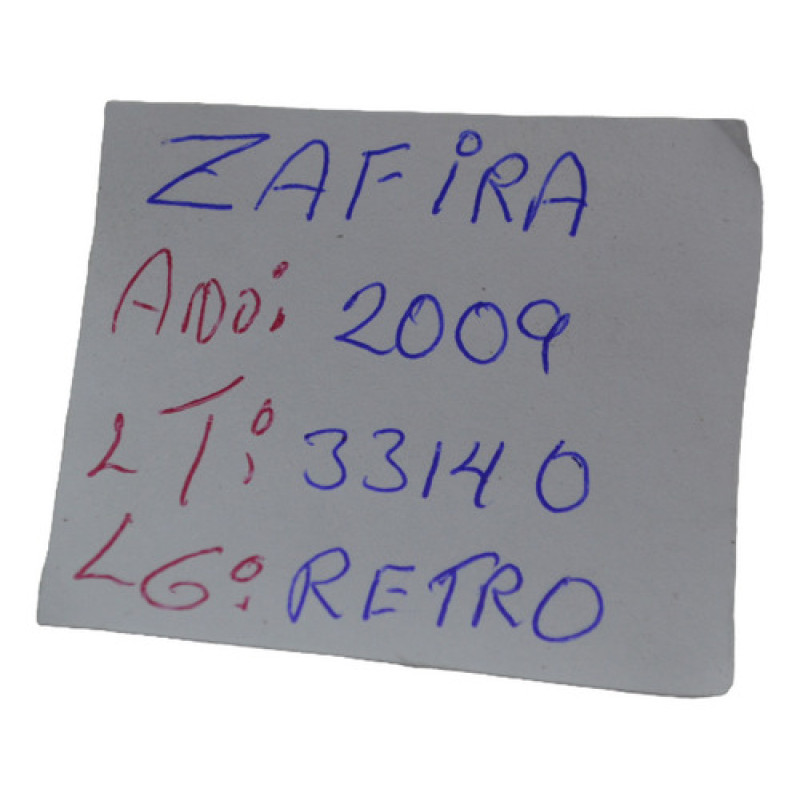 ZAFiRA
ANO: 2009
LT: 33140
LG: RETRO